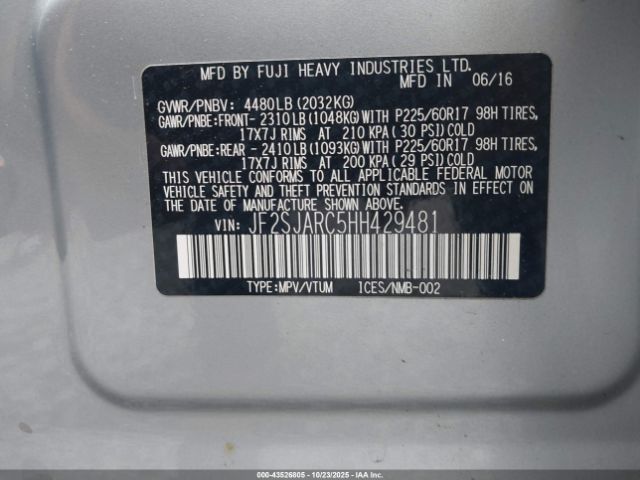 MFD BY FUJI HEAVY INDUSTRIES LTD.
MFD IN 06/16
GVWR/PNBV: 4480LB(2032KG)
GAWR/PNBE:FRONT- 2310LB(1048KG)WITH P225/60R17 98H TIRES,
17X7J RIMS AT 210 KPA(30 PSI)COLD
GAWR/PNBE:REAR - 2410LB(1093KG)WITH P225/60R17 98H TIRES,
17X7J RIMS AT 200 KPA(29 PSI)COLD
THIS VEHICLE CONFORMS TO ALL APPLICABLE FEDERAL MOTOR
VEHICLE SAFETY AND THEFT PREVENTION STANDARDS IN EFFECT
ON THE DATE OF MANUFACTURE SHOWN ABOVE.
VIN: JF2SJARC5HH429481
TYPE:MPV/VTUM ICES/NMB-002
000-43526805 - 10/23/2025 - IAA Inc.